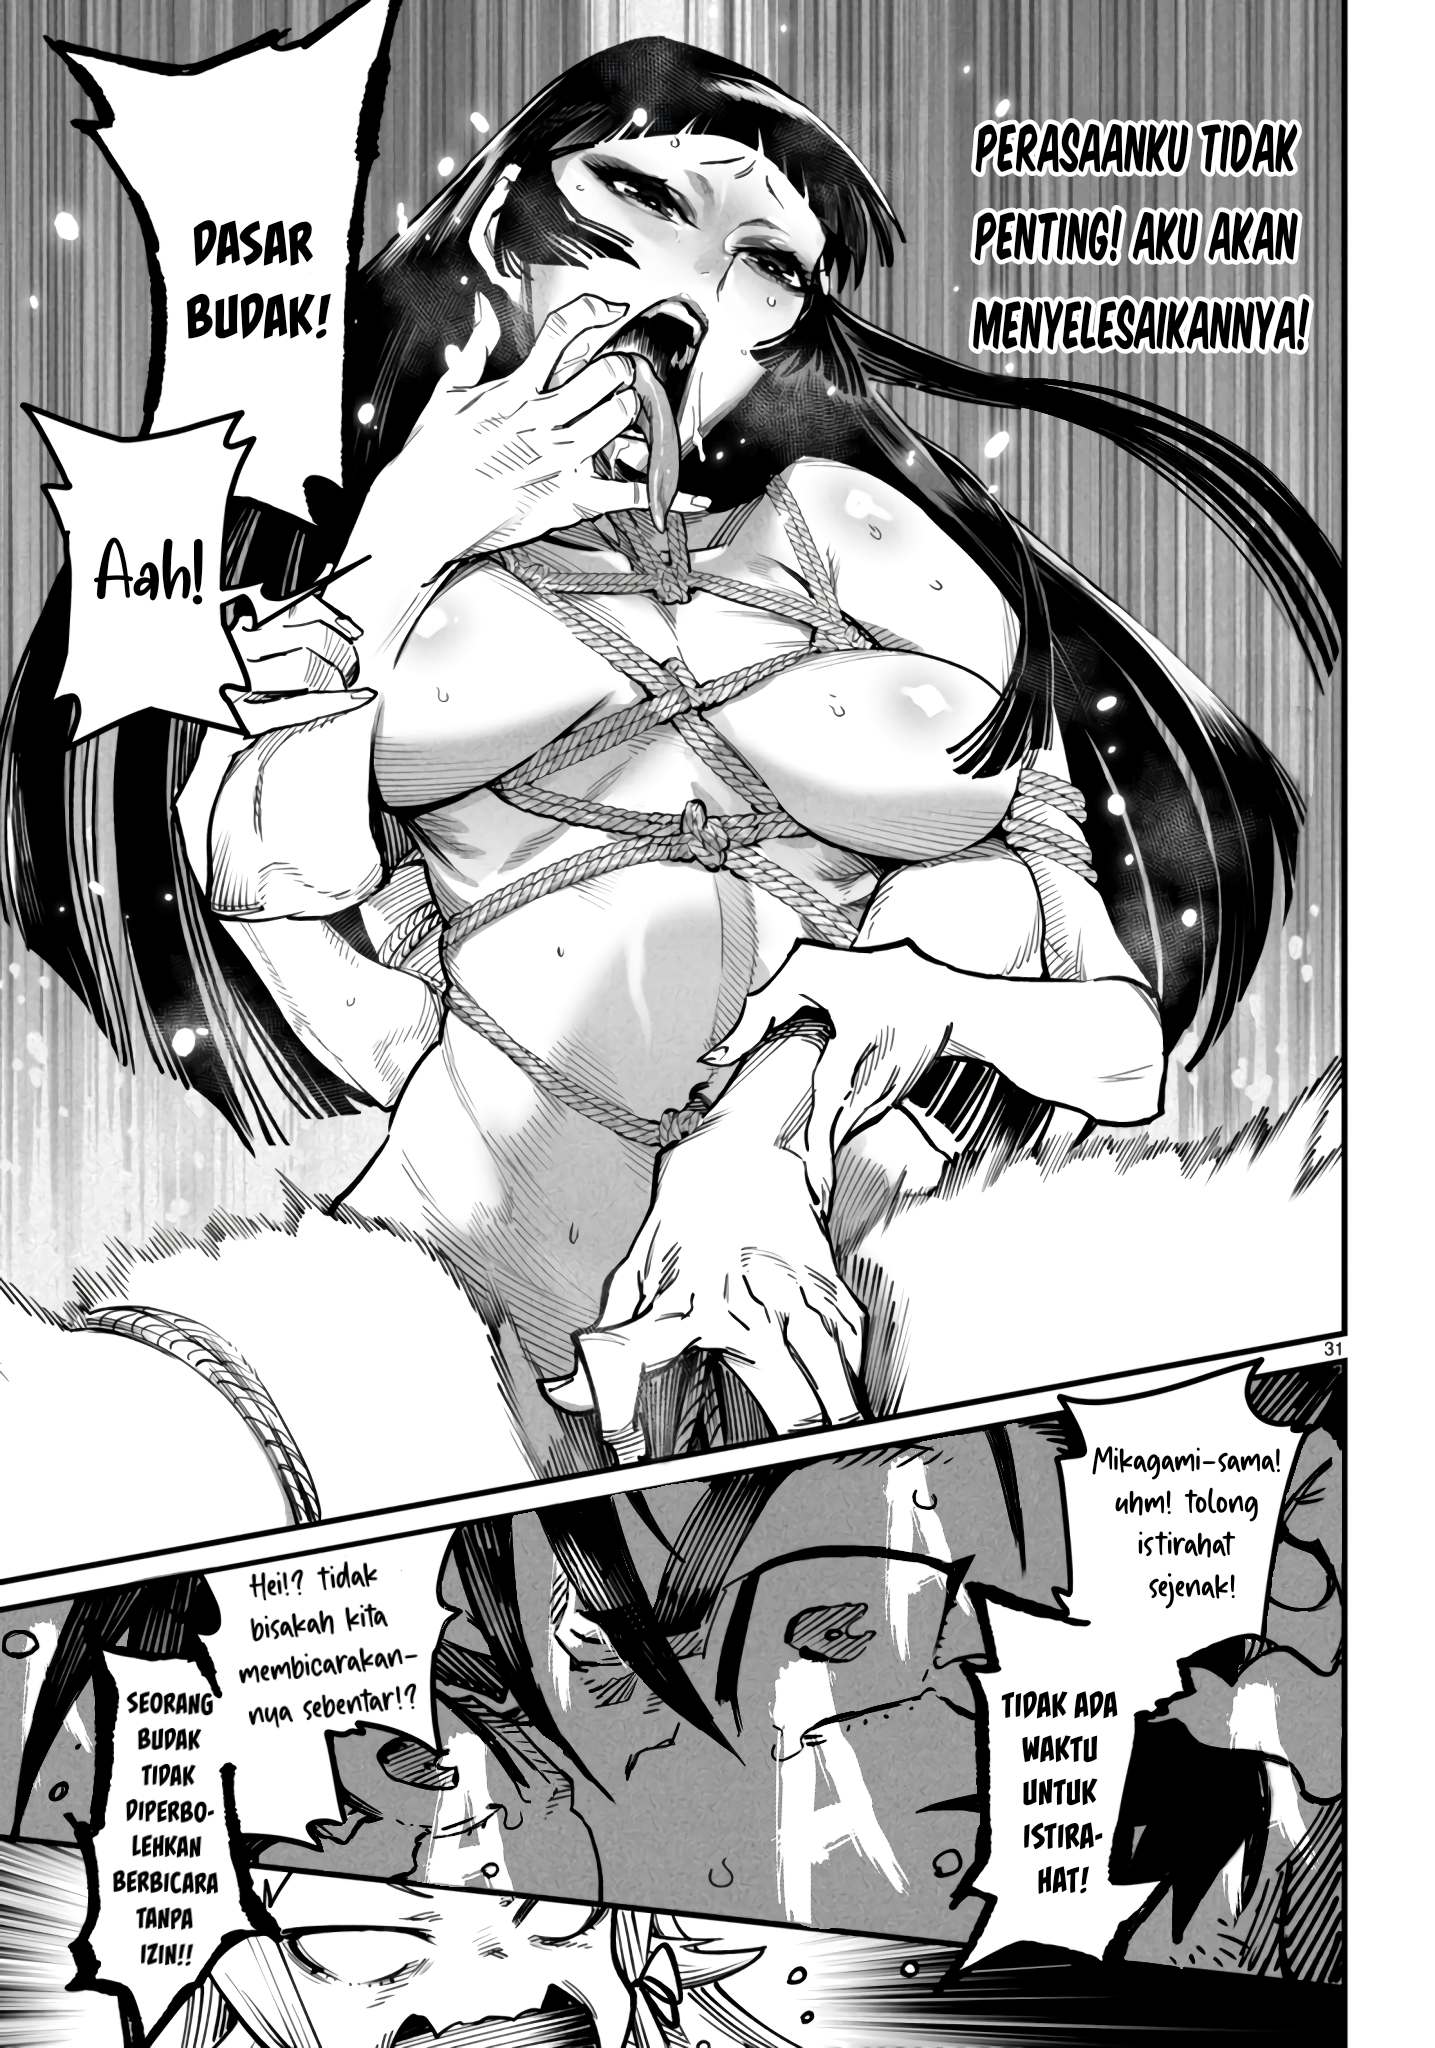 PERASAANKU TIDAK
PENTING! AKU AKAN
MENYELESAIKANNYA!
DASAR
BUDAK!
Aah!
31
Mikagami-sama!
uhm! tolong
istirahat
sejenak!
TIDAK ADA
WAKTU
UNTUK
ISTIRA-
HAT!
Hei!? tidak
bisakah kita
membicarakan-
nya sebentar!?
SEORANG
BUDAK
TIDAK
DIPERBO-
LEHKAN
BERBICARA
TANPA
IZIN!!